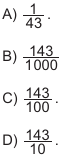 A) 1/43 .
B) 143/1000
C) 143/100 .
D) 143/10 .